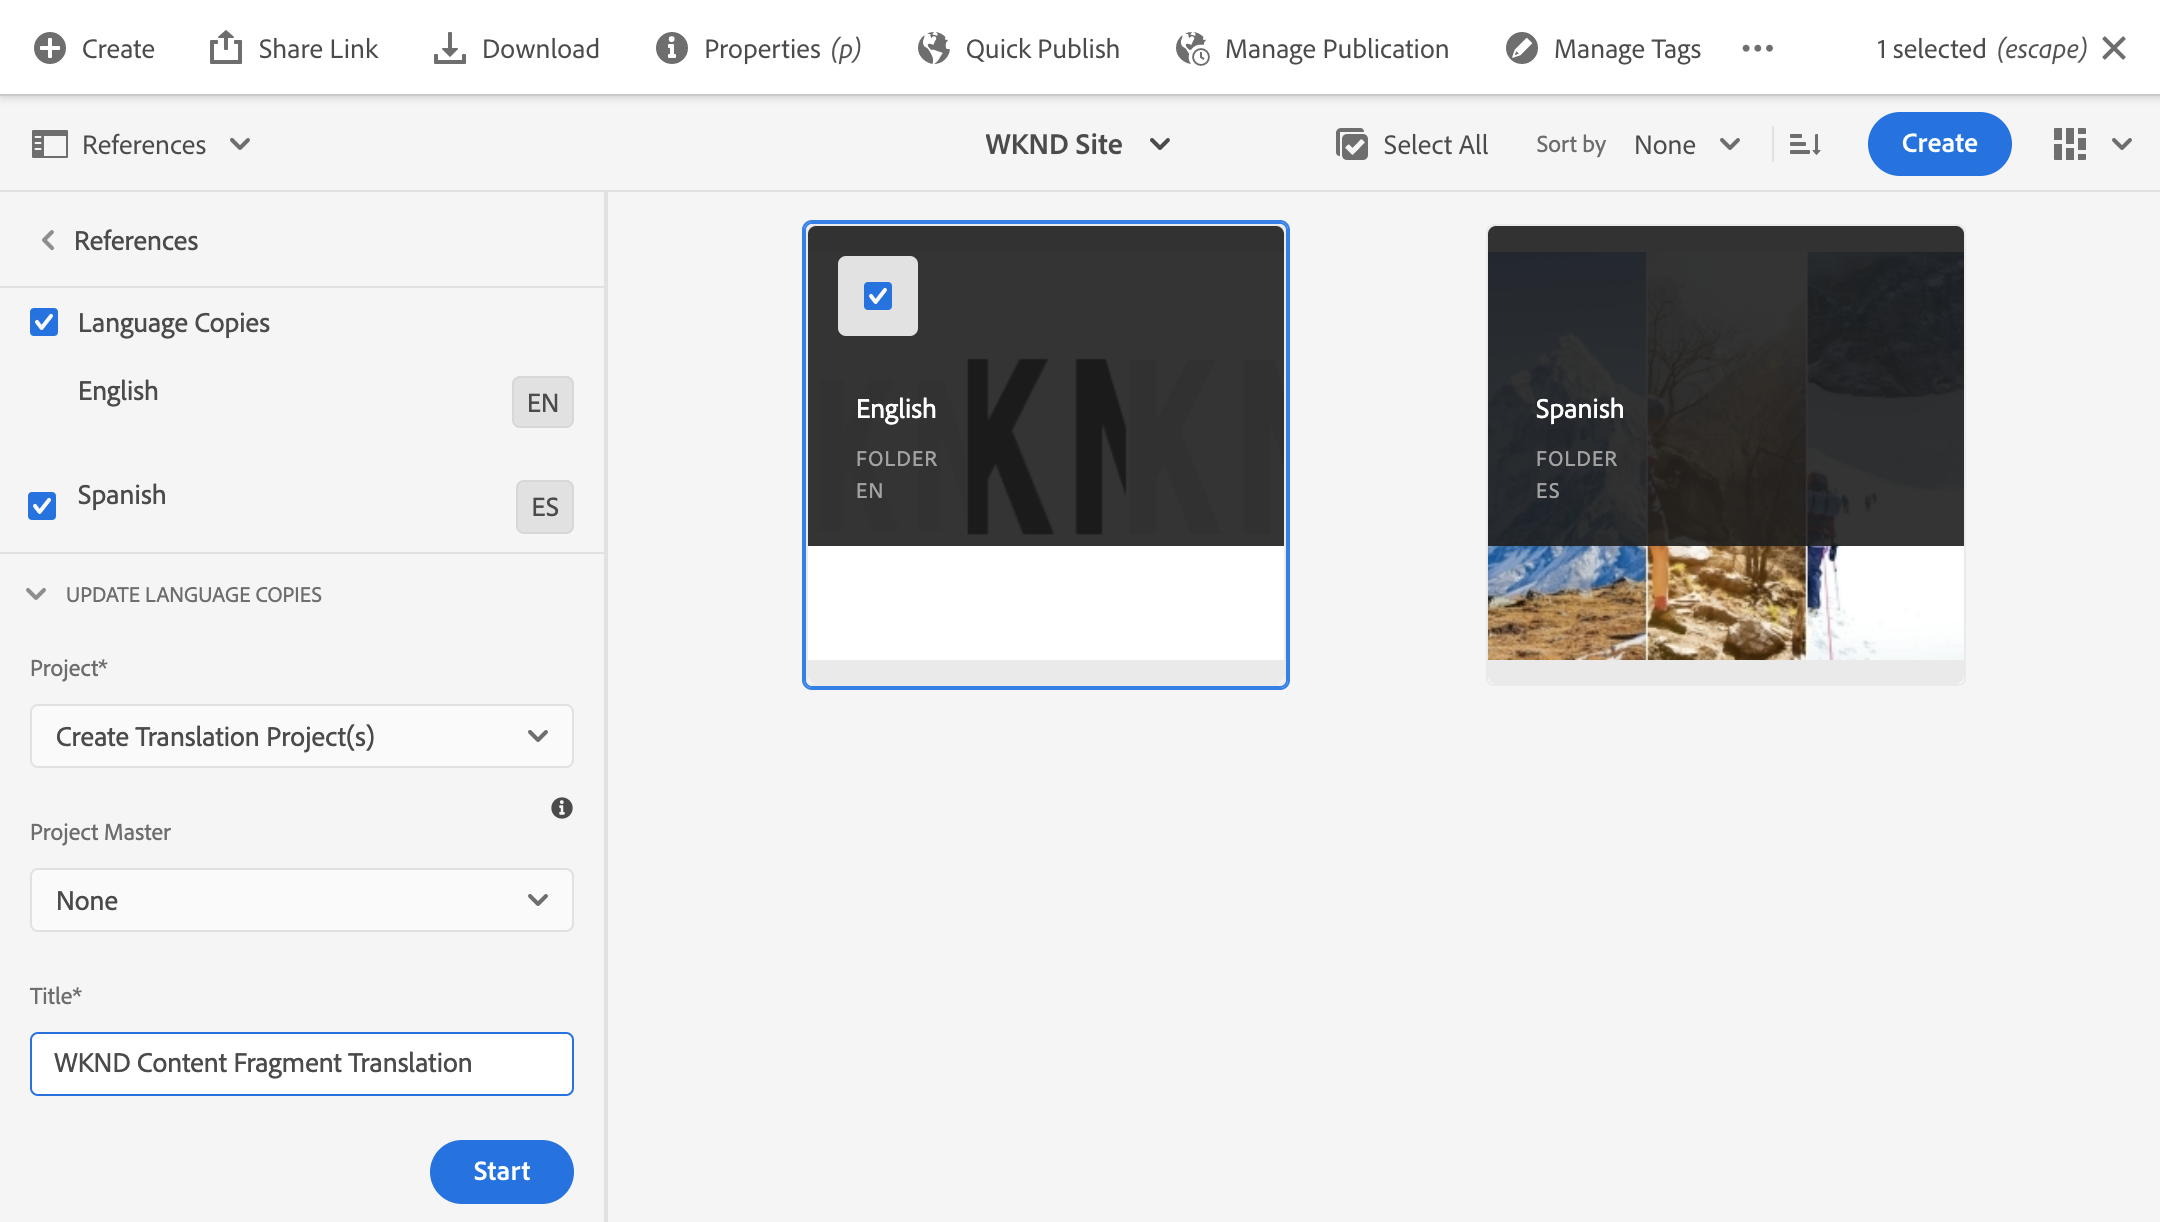 Create
Share Link
Download
Properties (p)
Quick Publish
Manage Publication
Manage Tags
1 selected (escape)
References
WKND Site
Select All
Sort by None
Create
References
Language Copies
English
EN
Spanish
ES
UPDATE LANGUAGE COPIES
Project*
Create Translation Project(s)
Project Master
None
Title*
WKND Content Fragment Translation
Start
English
FOLDER
EN
Spanish
FOLDER
ES